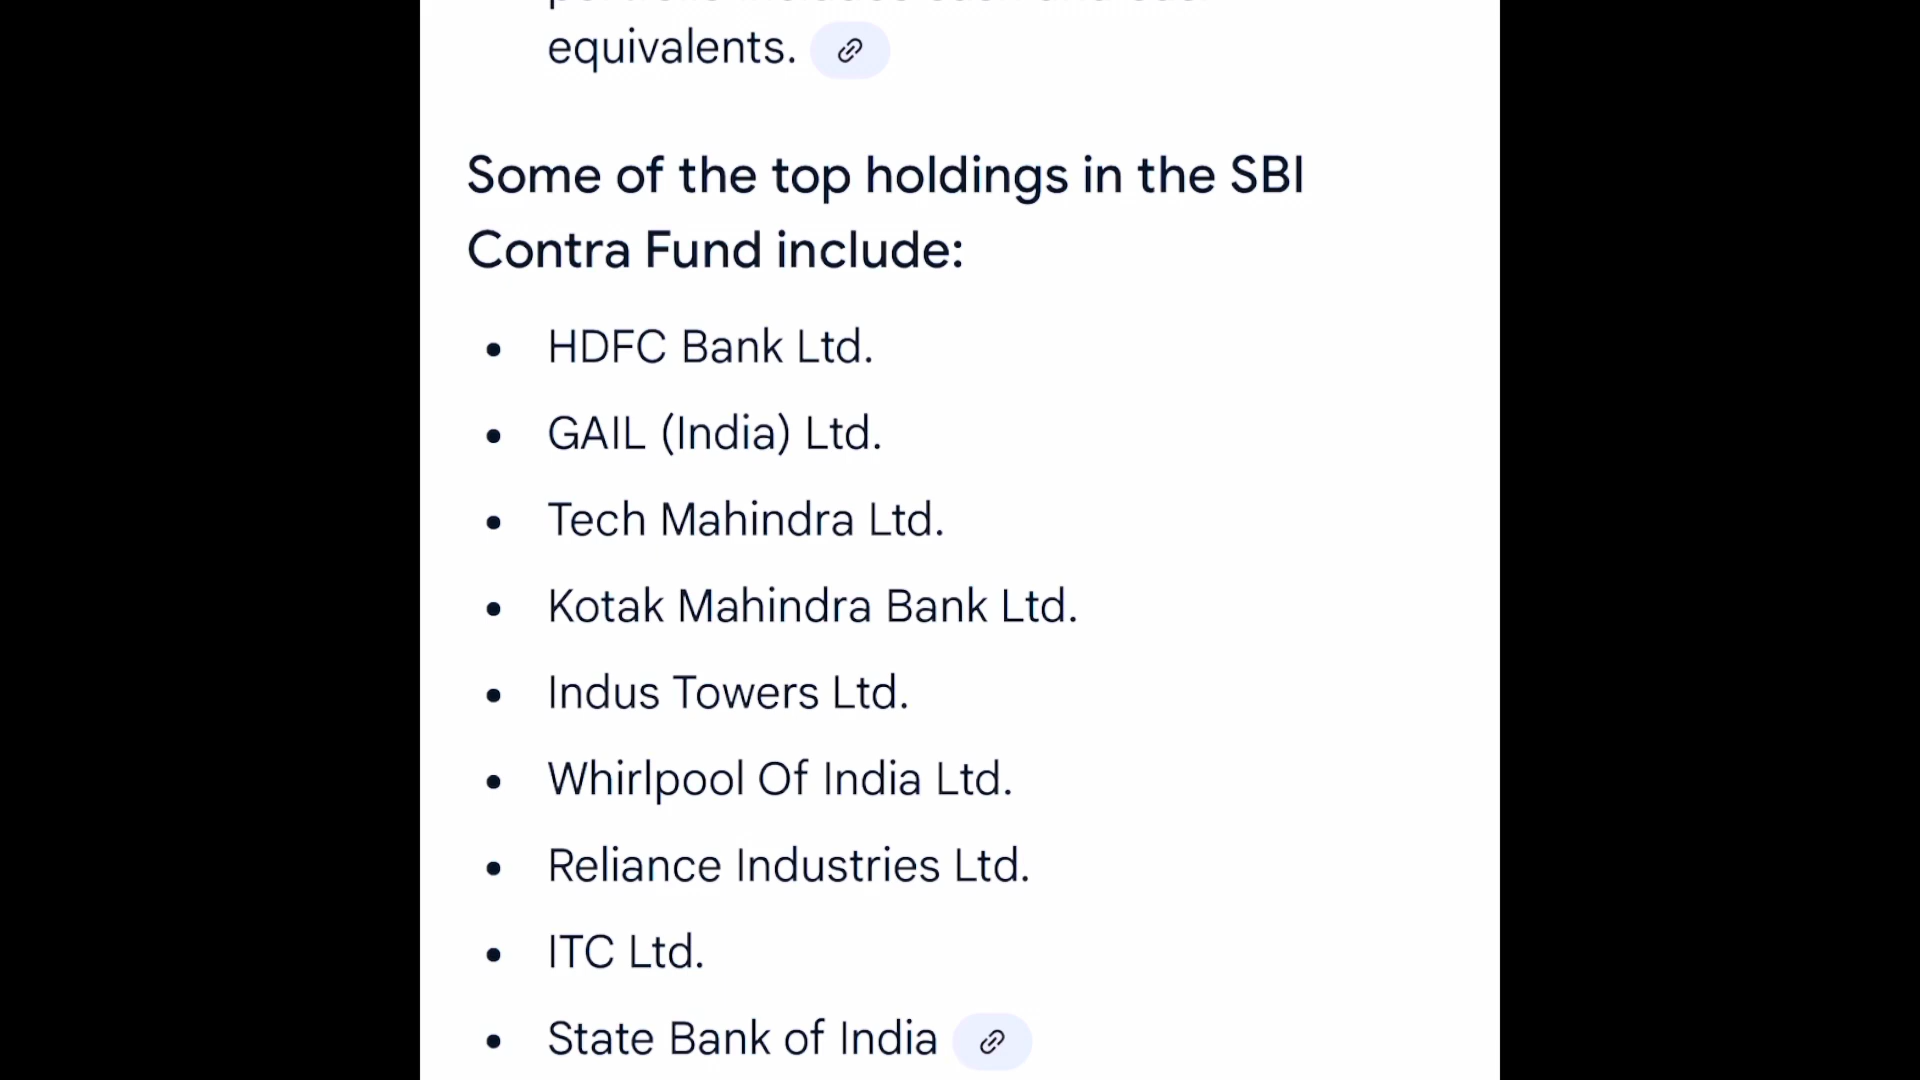 equivalents.
Some of the top holdings in the SBI
Contra Fund include:
• HDFC Bank Ltd.
• GAIL (India) Ltd.
• Tech Mahindra Ltd.
• Kotak Mahindra Bank Ltd.
• Indus Towers Ltd.
• Whirlpool Of India Ltd.
• Reliance Industries Ltd.
• ITC Ltd.
• State Bank of India